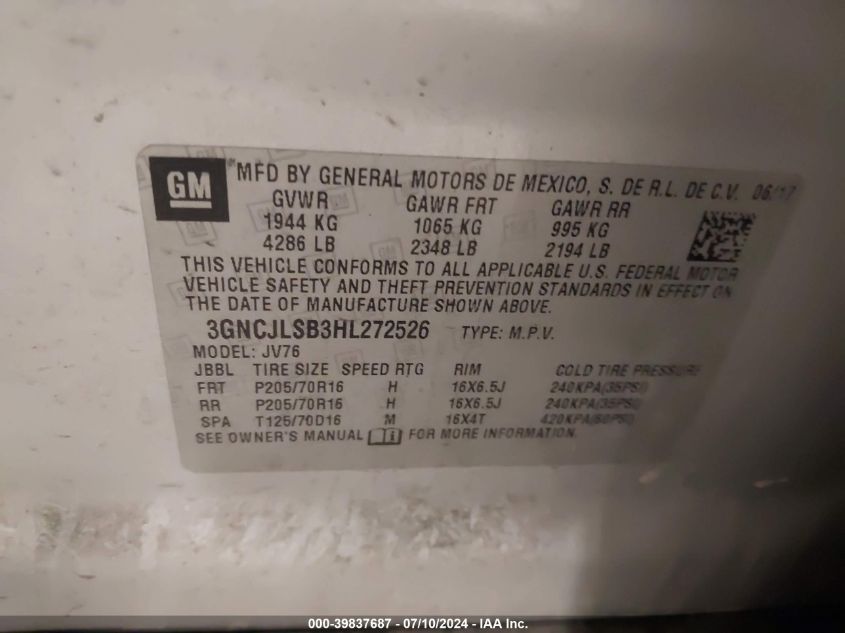 GM
MFD BY GENERAL MOTORS DE MEXICO, S. DE R.L. DE C.V. 06/17
GVWR GAWR FRT GAWR RR
1944 KG 1065 KG 995 KG
4286 LB 2348 LB 2194 LB
THIS VEHICLE CONFORMS TO ALL APPLICABLE U.S. FEDERAL MOTOR
VEHICLE SAFETY AND THEFT PREVENTION STANDARDS IN EFFECT ON
THE DATE OF MANUFACTURE SHOWN ABOVE.
3GNCJLSB3HL272526 TYPE: M.P.V.
MODEL: JV76
JBBL TIRE SIZE SPEED RTG RIM COLD TIRE PRESSURE
FRT P205/70R16 H 16X6.5J 240KPA(35PSI)
RR P205/70R16 H 16X6.5J 240KPA(35PSI)
SPA T125/70D16 M 16X4T 420KPA(60PSI)
SEE OWNER'S MANUAL i FOR MORE INFORMATION.
000-39837687 - 07/10/2024 - IAA Inc.